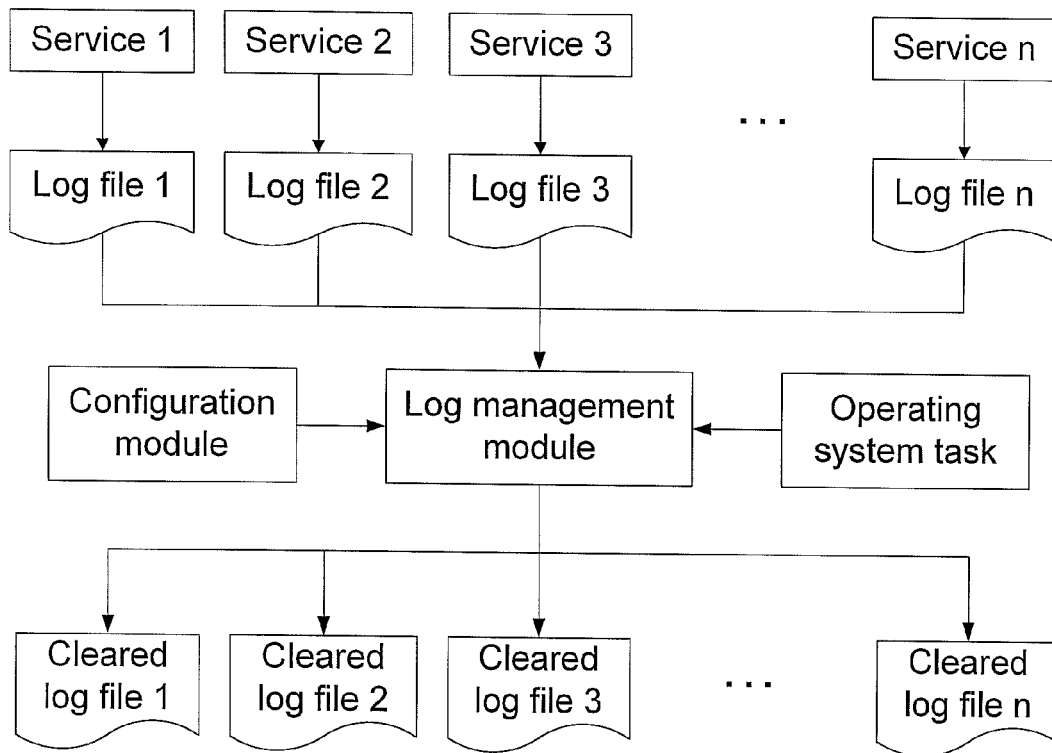 Service 1
Service 2
Service 3
Service n
. . .
Log file 1
Log file 2
Log file 3
Log file n
Configuration
module
Log management
module
Operating
system task
Cleared
log file 1
Cleared
log file 2
Cleared
log file 3
. . .
Cleared
log file n